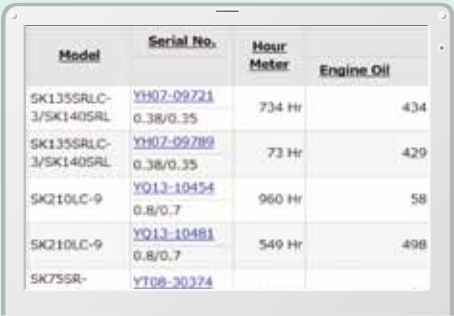 Model
Serial No.
Hour
Meter
Engine Oil
SK135SRLC-
3/SK140SRL
YH07-09721
0.38/0.35
734 Hr
434
SK135SRLC-
3/SK140SRL
YH07-09789
0.38/0.35
73 Hr
429
SK210LC-9
YQ13-10454
0.8/0.7
960 Hr
58
SK210LC-9
YQ13-10481
0.8/0.7
549 Hr
498
SK75SR-
YT08-30374